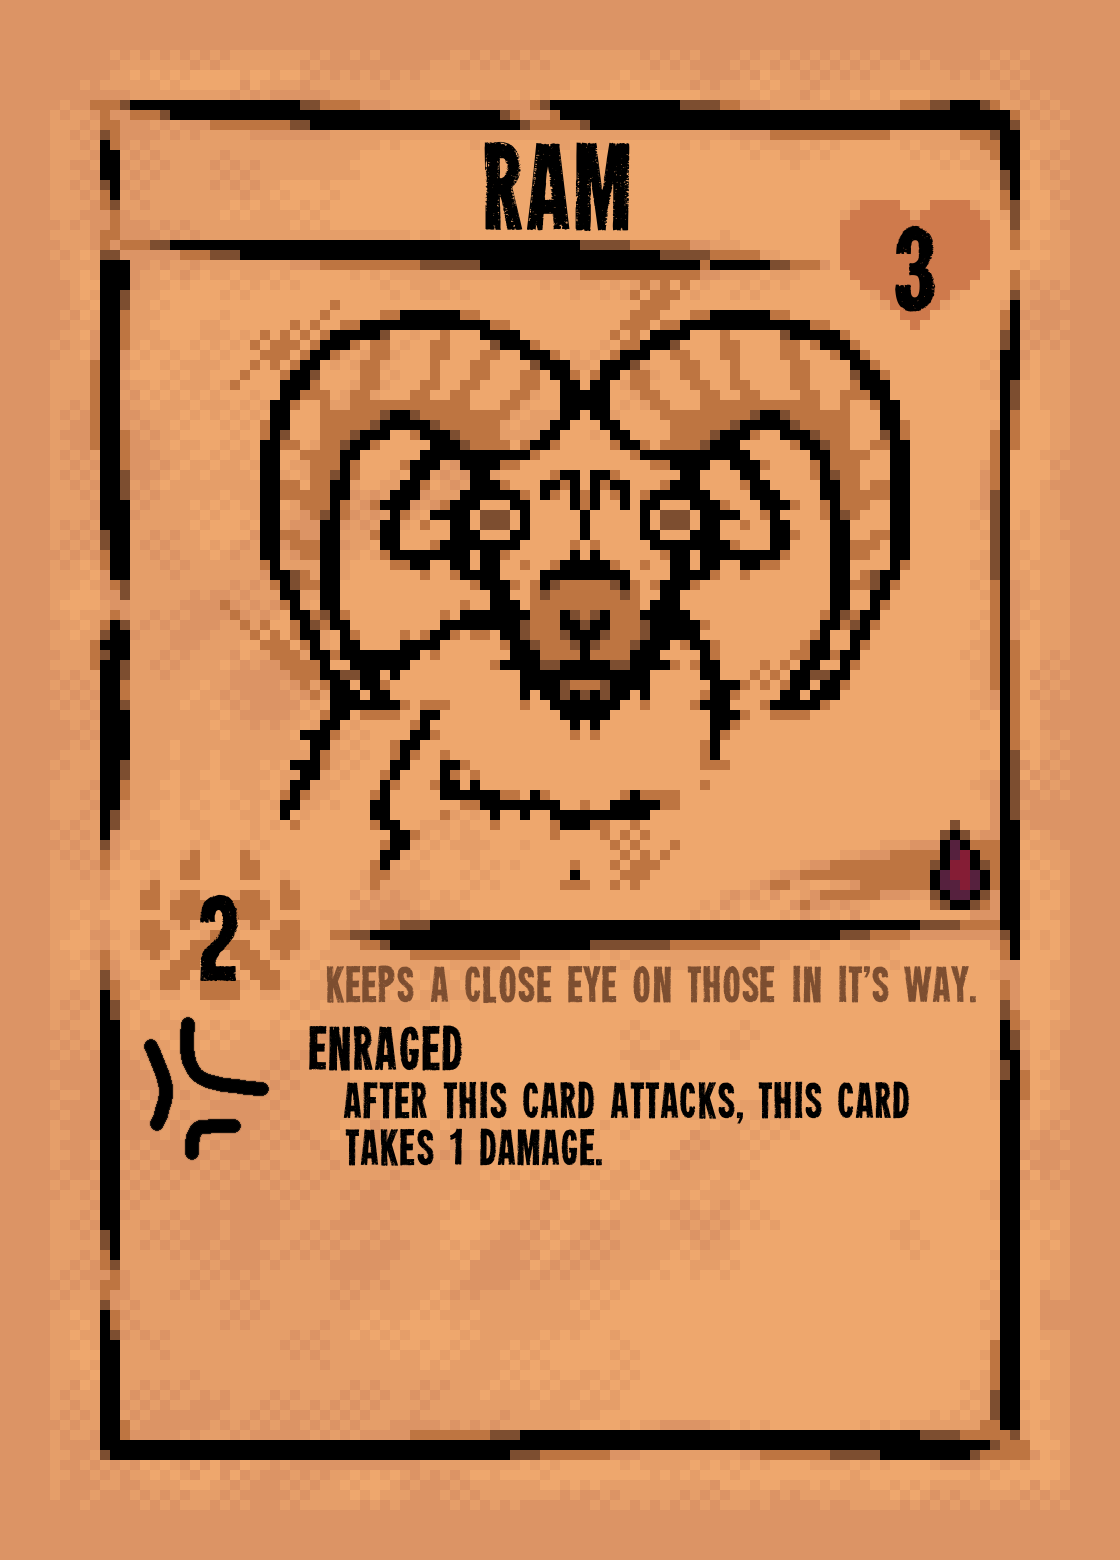 RAM
3
2
KEEPS A CLOSE EYE ON THOSE IN IT'S WAY.
ENRAGED
AFTER THIS CARD ATTACKS, THIS CARD
TAKES 1 DAMAGE.